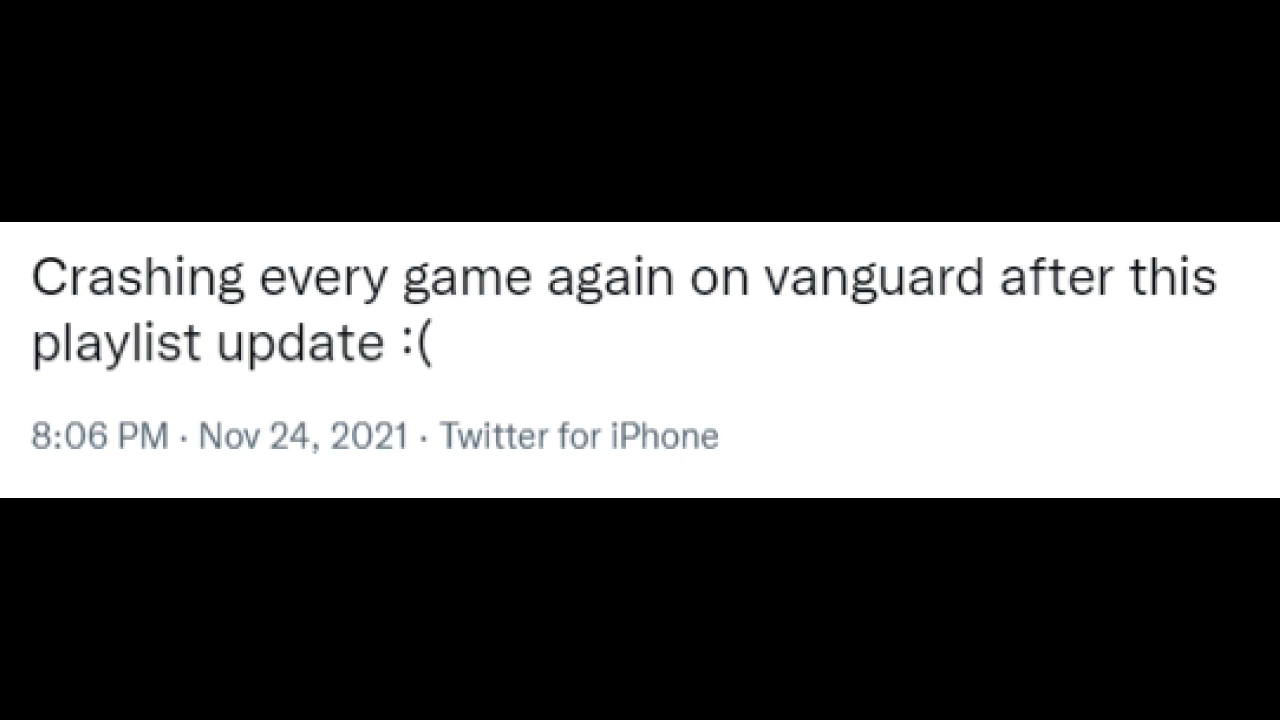 Crashing every game again on vanguard after this
playlist update :(
8:06 PM · Nov 24, 2021 · Twitter for iPhone